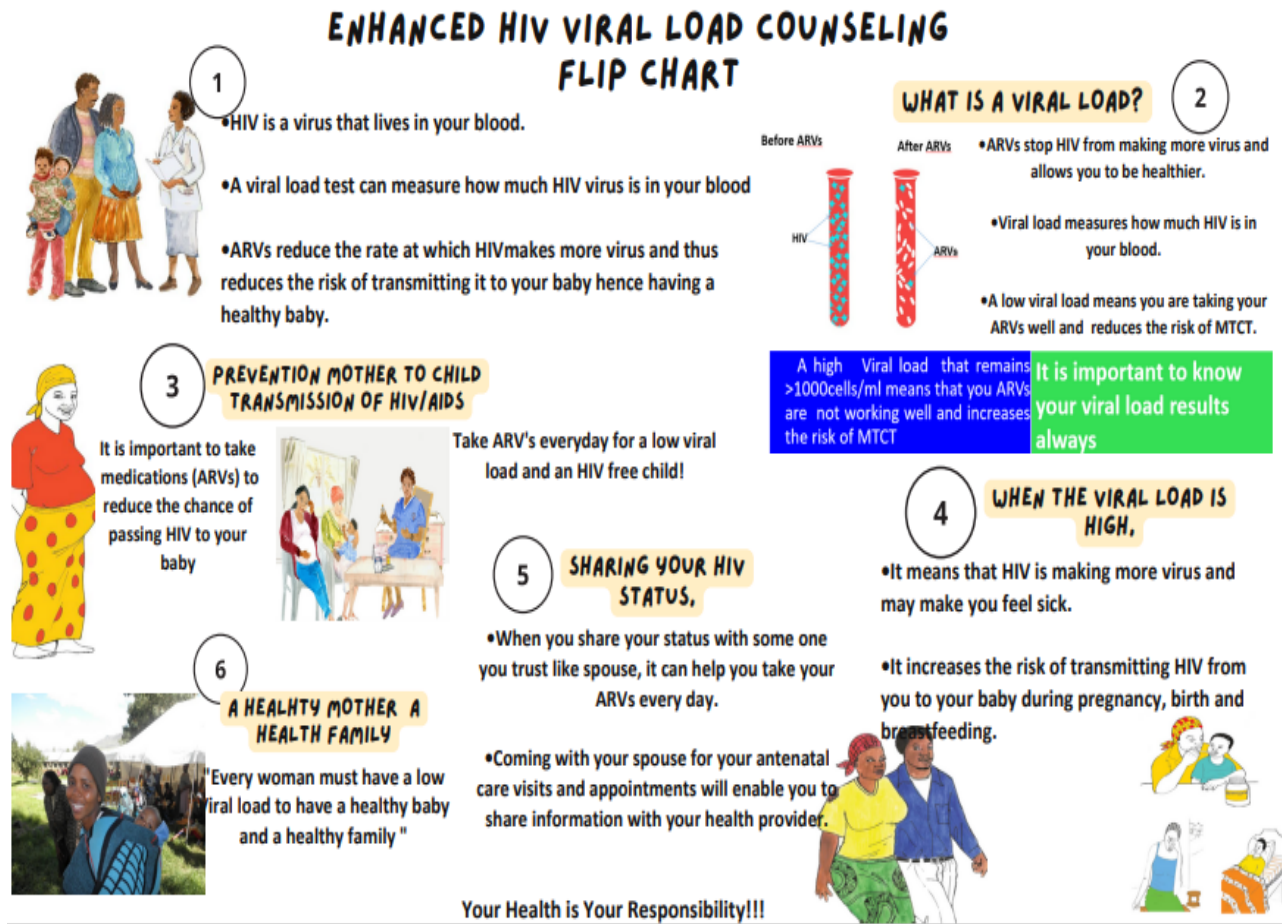 ENHANCED HIV VIRAL LOAD COUNSELING
FLIP CHART
1
•HIV is a virus that lives in your blood.
•A viral load test can measure how much HIV virus is in your blood
•ARVs reduce the rate at which HIVmakes more virus and thus
reduces the risk of transmitting it to your baby hence having a
healthy baby.
WHAT IS A VIRAL LOAD?
2
Before ARVs
After ARVs
HIV
ARVs
•ARVs stop HIV from making more virus and
allows you to be healthier.
•Viral load measures how much HIV is in
your blood.
•A low viral load means you are taking your
ARVs well and reduces the risk of MTCT.
A high Viral load that remains
>1000cells/ml means that you ARVs
are not working well and increases
the risk of MTCT
It is important to know
your viral load results
always
3
PREVENTION MOTHER TO CHILD
TRANSMISSION OF HIV/AIDS
It is important to take
medications (ARVs) to
reduce the chance of
passing HIV to your
baby
Take ARV's everyday for a low viral
load and an HIV free child!
4
WHEN THE VIRAL LOAD IS
HIGH,
•It means that HIV is making more virus and
may make you feel sick.
•It increases the risk of transmitting HIV from
you to your baby during pregnancy, birth and
breastfeeding.
5
SHARING YOUR HIV
STATUS,
•When you share your status with some one
you trust like spouse, it can help you take your
ARVs every day.
•Coming with your spouse for your antenatal
care visits and appointments will enable you to
share information with your health provider.
6
A HEALHTY MOTHER A
HEALTH FAMILY
"Every woman must have a low
viral load to have a healthy baby
and a healthy family "
Your Health is Your Responsibility!!!